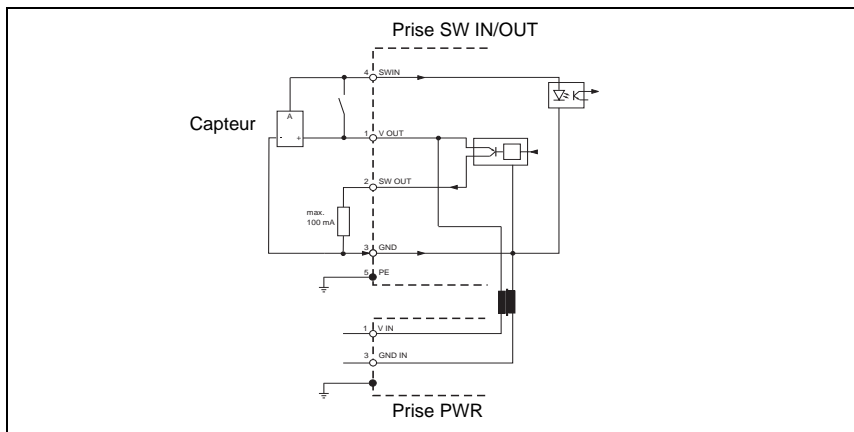 Prise SW IN/OUT
4 SWIN
Capteur
A
- +
1 V OUT
2 SW OUT
max.
100 mA
3 GND
5 PE
1 V IN
3 GND IN
Prise PWR